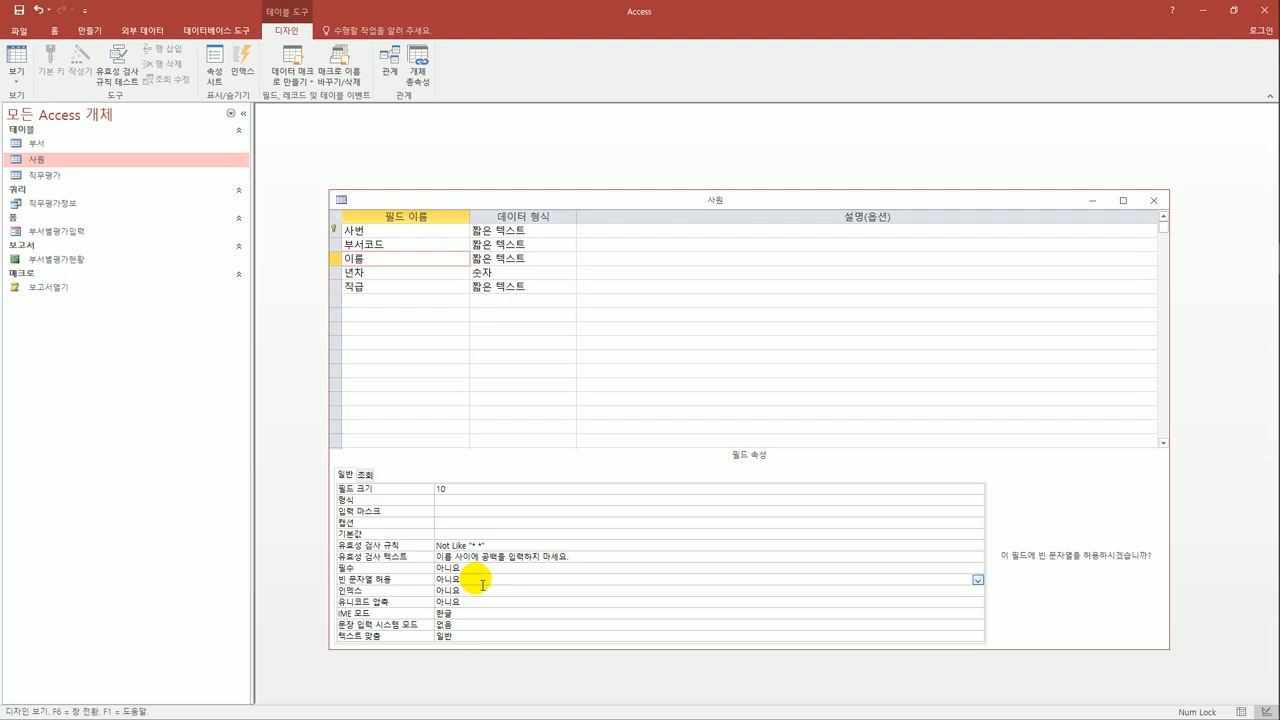 Access
테이블 도구
파일 홈 만들기 외부 데이터 데이터베이스 도구 디자인 수행할 작업을 알려 주세요. 로그인
보기 기본 키 작성기 유효성 검사 규칙 테스트 행 삽입 행 삭제 조회 수정 속성 시트 인덱스 데이터 매크로 만들기 매크로 이름 바꾸기/삭제 관계 개체 종속성
보기 도구 표시/숨기기 필드, 레코드 및 테이블 이벤트 관계
모든 Access 개체
테이블
부서
사원
직무평가
쿼리
직무평가정보
폼
부서별평가입력
보고서
부서별평가현황
매크로
보고서열기
사원
필드 이름 데이터 형식 설명(옵션)
사번 짧은 텍스트
부서코드 짧은 텍스트
이름 짧은 텍스트
년차 숫자
직급 짧은 텍스트
필드 속성
일반 조회
필드 크기 10
형식
입력 마스크
캡션
기본값
유효성 검사 규칙 Not Like "* *"
유효성 검사 텍스트 이름 사이에 공백을 입력하지 마세요.
필수 아니요
빈 문자열 허용 아니요
인덱스 아니요
유니코드 압축 아니요
IME 모드 한글
문장 입력 시스템 모드 없음
텍스트 맞춤 일반
이 필드에 빈 문자열을 허용하시겠습니까?
디자인 보기. F6 = 창 전환. F1 = 도움말. Num Lock